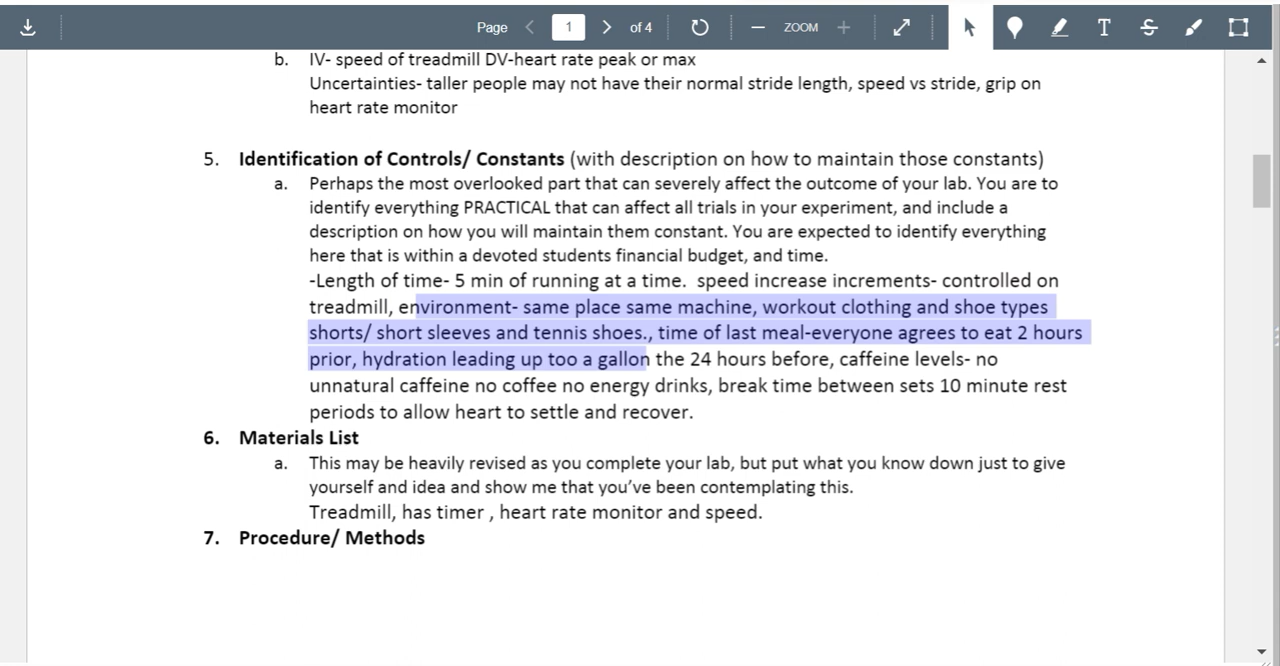 Page 1 of 4 ZOOM T S
b. IV- speed of treadmill DV-heart rate peak or max
Uncertainties- taller people may not have their normal stride length, speed vs stride, grip on
heart rate monitor
5. Identification of Controls/ Constants (with description on how to maintain those constants)
a. Perhaps the most overlooked part that can severely affect the outcome of your lab. You are to
identify everything PRACTICAL that can affect all trials in your experiment, and include a
description on how you will maintain them constant. You are expected to identify everything
here that is within a devoted students financial budget, and time.
-Length of time- 5 min of running at a time.  speed increase increments- controlled on
treadmill, environment- same place same machine, workout clothing and shoe types
shorts/ short sleeves and tennis shoes., time of last meal-everyone agrees to eat 2 hours
prior, hydration leading up too a gallon the 24 hours before, caffeine levels- no
unnatural caffeine no coffee no energy drinks, break time between sets 10 minute rest
periods to allow heart to settle and recover.
6. Materials List
a. This may be heavily revised as you complete your lab, but put what you know down just to give
yourself and idea and show me that you’ve been contemplating this.
Treadmill, has timer , heart rate monitor and speed.
7. Procedure/ Methods